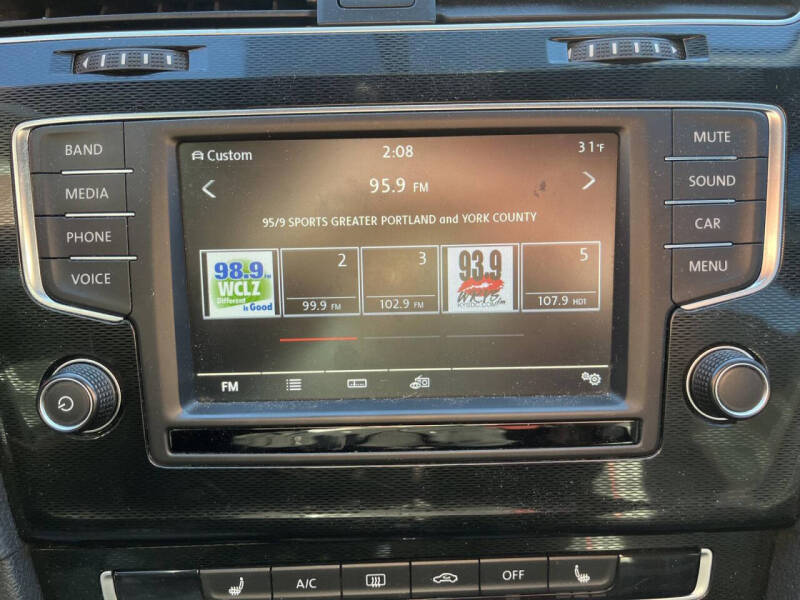 BAND
MEDIA
PHONE
VOICE
MUTE
SOUND
CAR
MENU
Custom 2:08 31°F
95.9 FM
95/9 SPORTS GREATER PORTLAND and YORK COUNTY
98.9 FM
WCLZ
Different
is Good
2
99.9 FM
3
102.9 FM
93.9
5
107.9 HD1
FM
A/C
OFF